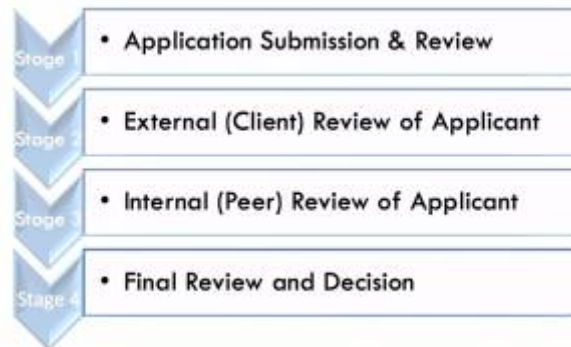 Stage 1
• Application Submission & Review
Stage 2
• External (Client) Review of Applicant
Stage 3
• Internal (Peer) Review of Applicant
Stage 4
• Final Review and Decision